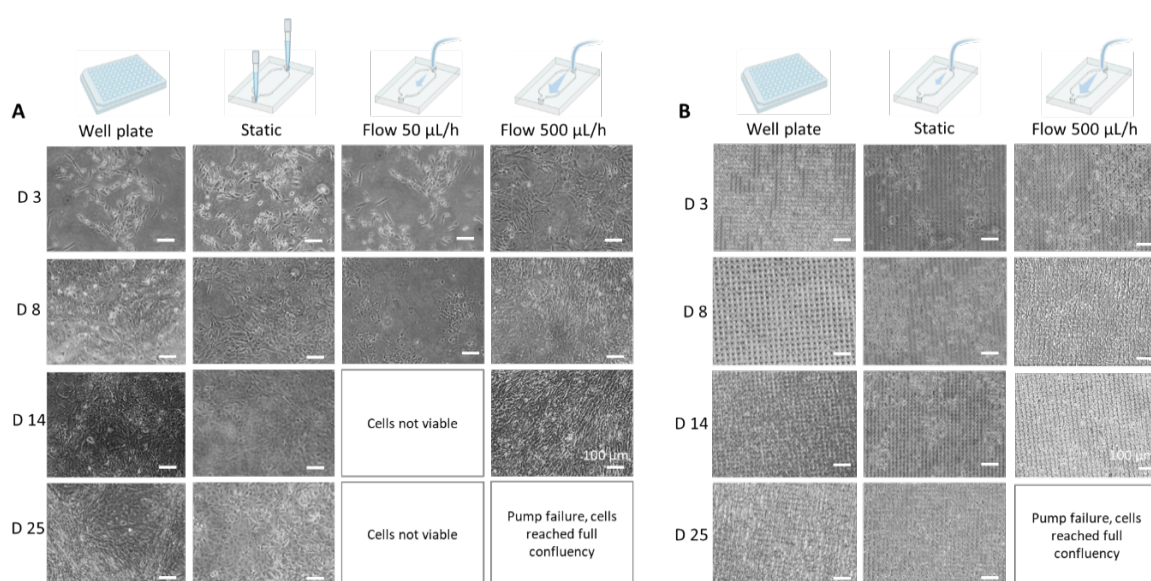 A
Well plate
Static
Flow 50 µL/h
Flow 500 µL/h
D 3
D 8
D 14
Cells not viable
100 µm
D 25
Cells not viable
Pump failure, cells
reached full
confluency
B
Well plate
Static
Flow 500 µL/h
D 3
D 8
D 14
100 µm
D 25
Pump failure, cells
reached full
confluency